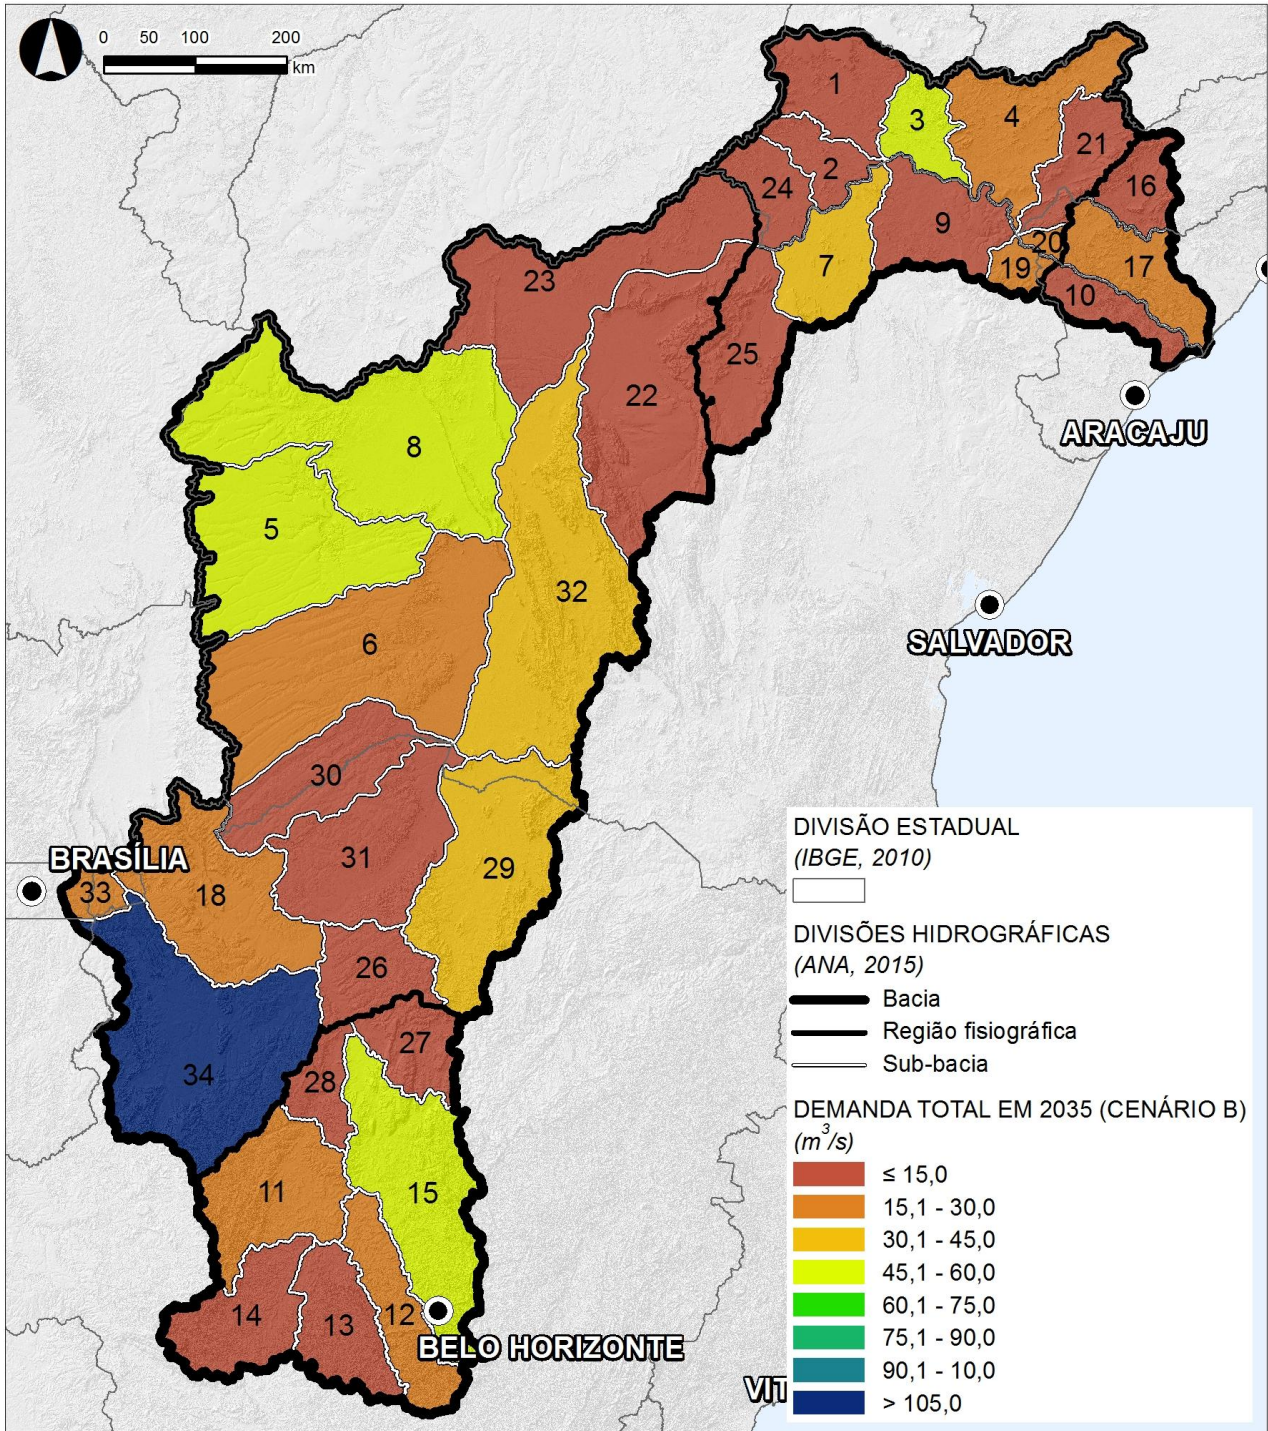 0 50 100 200
km
1
3
4
21
2
24
16
9
20
7
19
17
23
10
25
22
8
5
32
6
30
31
29
BRASÍLIA
33
18
26
27
34
28
11
15
14
13
12
BELO HORIZONTE
ARACAJU
SALVADOR
VIT
DIVISÃO ESTADUAL
(IBGE, 2010)
DIVISÕES HIDROGRÁFICAS
(ANA, 2015)
Bacia
Região fisiográfica
Sub-bacia
DEMANDA TOTAL EM 2035 (CENÁRIO B)
(m³/s)
≤ 15,0
15,1 - 30,0
30,1 - 45,0
45,1 - 60,0
60,1 - 75,0
75,1 - 90,0
90,1 - 10,0
> 105,0